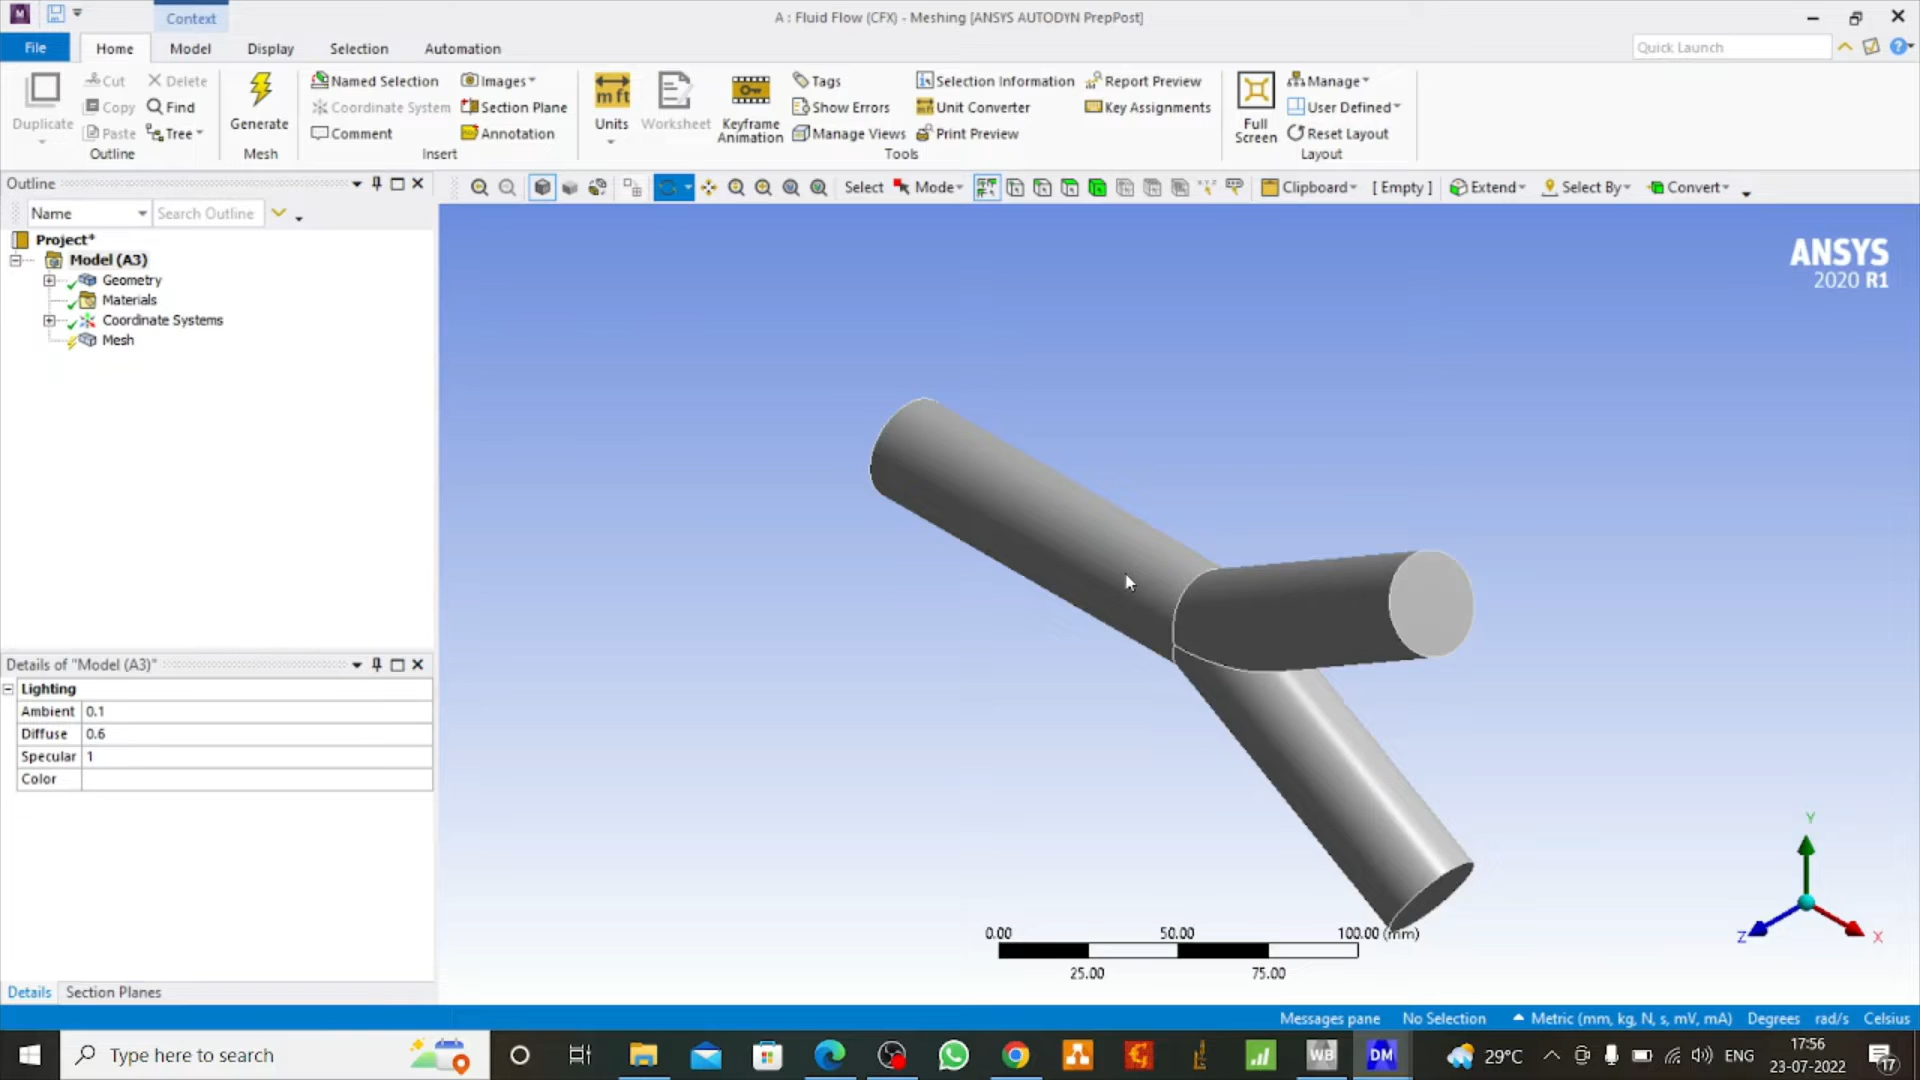 Context
A : Fluid Flow (CFX) - Meshing [ANSYS AUTODYN PrepPost]
File Home Model Display Selection Automation
Quick Launch
Duplicate
Cut
Copy
Paste
Delete
Find
Tree
Outline
Generate
Mesh
Named Selection
Coordinate System
Comment
Images
Section Plane
Annotation
Insert
mft
Units
Worksheet
Keyframe
Animation
Tags
Show Errors
Manage Views
Selection Information
Unit Converter
Print Preview
Report Preview
Key Assignments
Tools
Full
Screen
Manage
User Defined
Reset Layout
Layout
Outline
Select Mode Clipboard [ Empty ] Extend Select By Convert
Name Search Outline
Project*
Model (A3)
Geometry
Materials
Coordinate Systems
Mesh
ANSYS
2020 R1
Details of "Model (A3)"
Lighting
Ambient 0.1
Diffuse 0.6
Specular 1
Color
0.00 50.00 100.00 (mm)
25.00 75.00
Y
Z X
Details Section Planes
Messages pane No Selection Metric (mm, kg, N, s, mV, mA) Degrees rad/s Celsius
Type here to search
WB
DM
29°C
ENG
17:56
23-07-2022
17